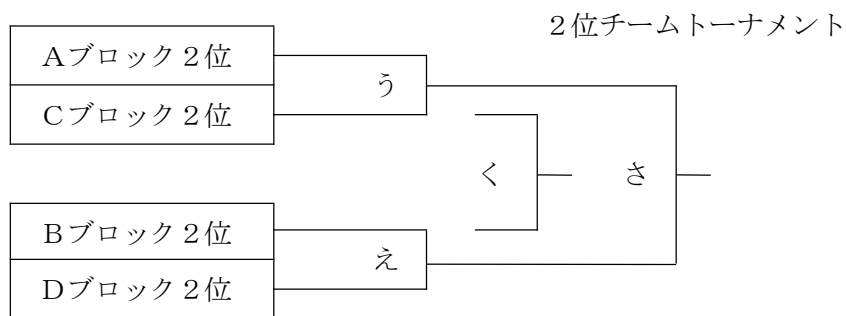 ２位チームトーナメント
Aブロック２位
う
Cブロック２位
く
さ
Bブロック２位
え
Dブロック２位